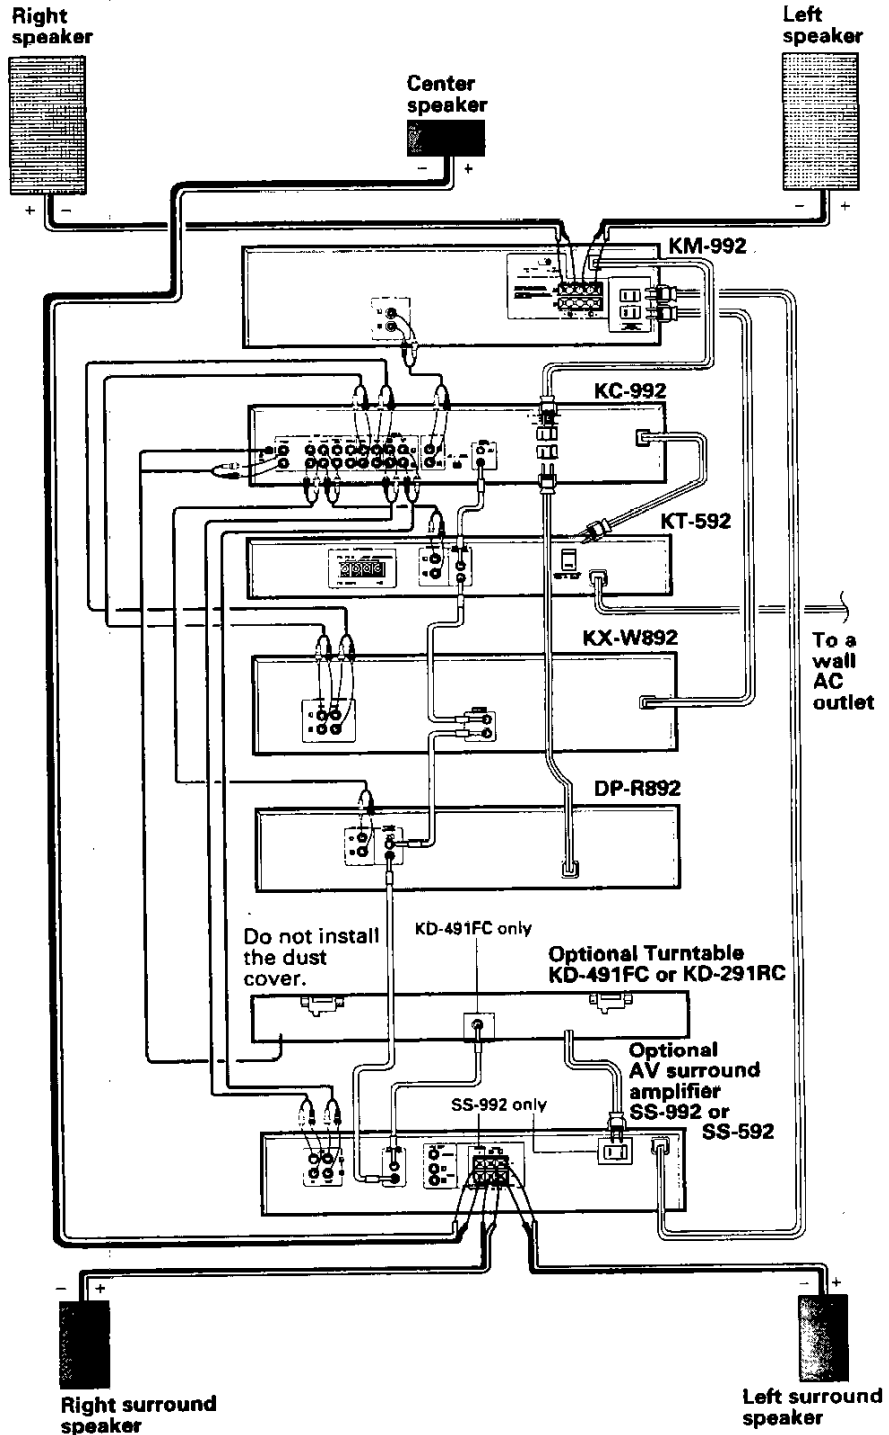 Right
speaker
Left
speaker
Center
speaker
− +
+ −
− +
KM-992
KC-992
KT-592
To a
wall
AC
outlet
KX-W892
DP-R892
Do not install
the dust
cover.
KD-491FC only
Optional Turntable
KD-491FC or KD-291RC
Optional
AV surround
amplifier
SS-992 or
SS-592
SS-992 only
− +
− +
Right surround
speaker
Left surround
speaker